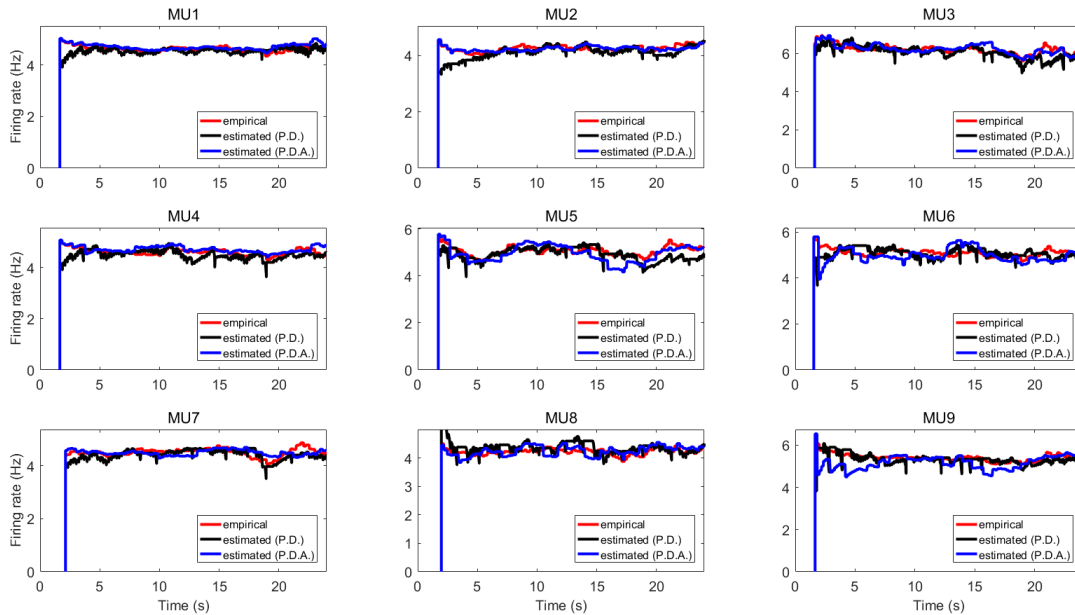 MU1
MU2
MU3
Firing rate (Hz)
4
2
0
empirical
estimated (P.D.)
estimated (P.D.A.)
0 5 10 15 20
4
2
0
empirical
estimated (P.D.)
estimated (P.D.A.)
0 5 10 15 20
6
4
2
0
empirical
estimated (P.D.)
estimated (P.D.A.)
0 5 10 15 20
MU4
MU5
MU6
Firing rate (Hz)
4
2
0
empirical
estimated (P.D.)
estimated (P.D.A.)
0 5 10 15 20
6
4
2
0
empirical
estimated (P.D.)
estimated (P.D.A.)
0 5 10 15 20
6
4
2
0
empirical
estimated (P.D.)
estimated (P.D.A.)
0 5 10 15 20
MU7
MU8
MU9
Firing rate (Hz)
4
2
0
empirical
estimated (P.D.)
estimated (P.D.A.)
0 5 10 15 20
Time (s)
4
2
0
empirical
estimated (P.D.)
estimated (P.D.A.)
0 5 10 15 20
Time (s)
6
4
2
0
empirical
estimated (P.D.)
estimated (P.D.A.)
0 5 10 15 20
Time (s)